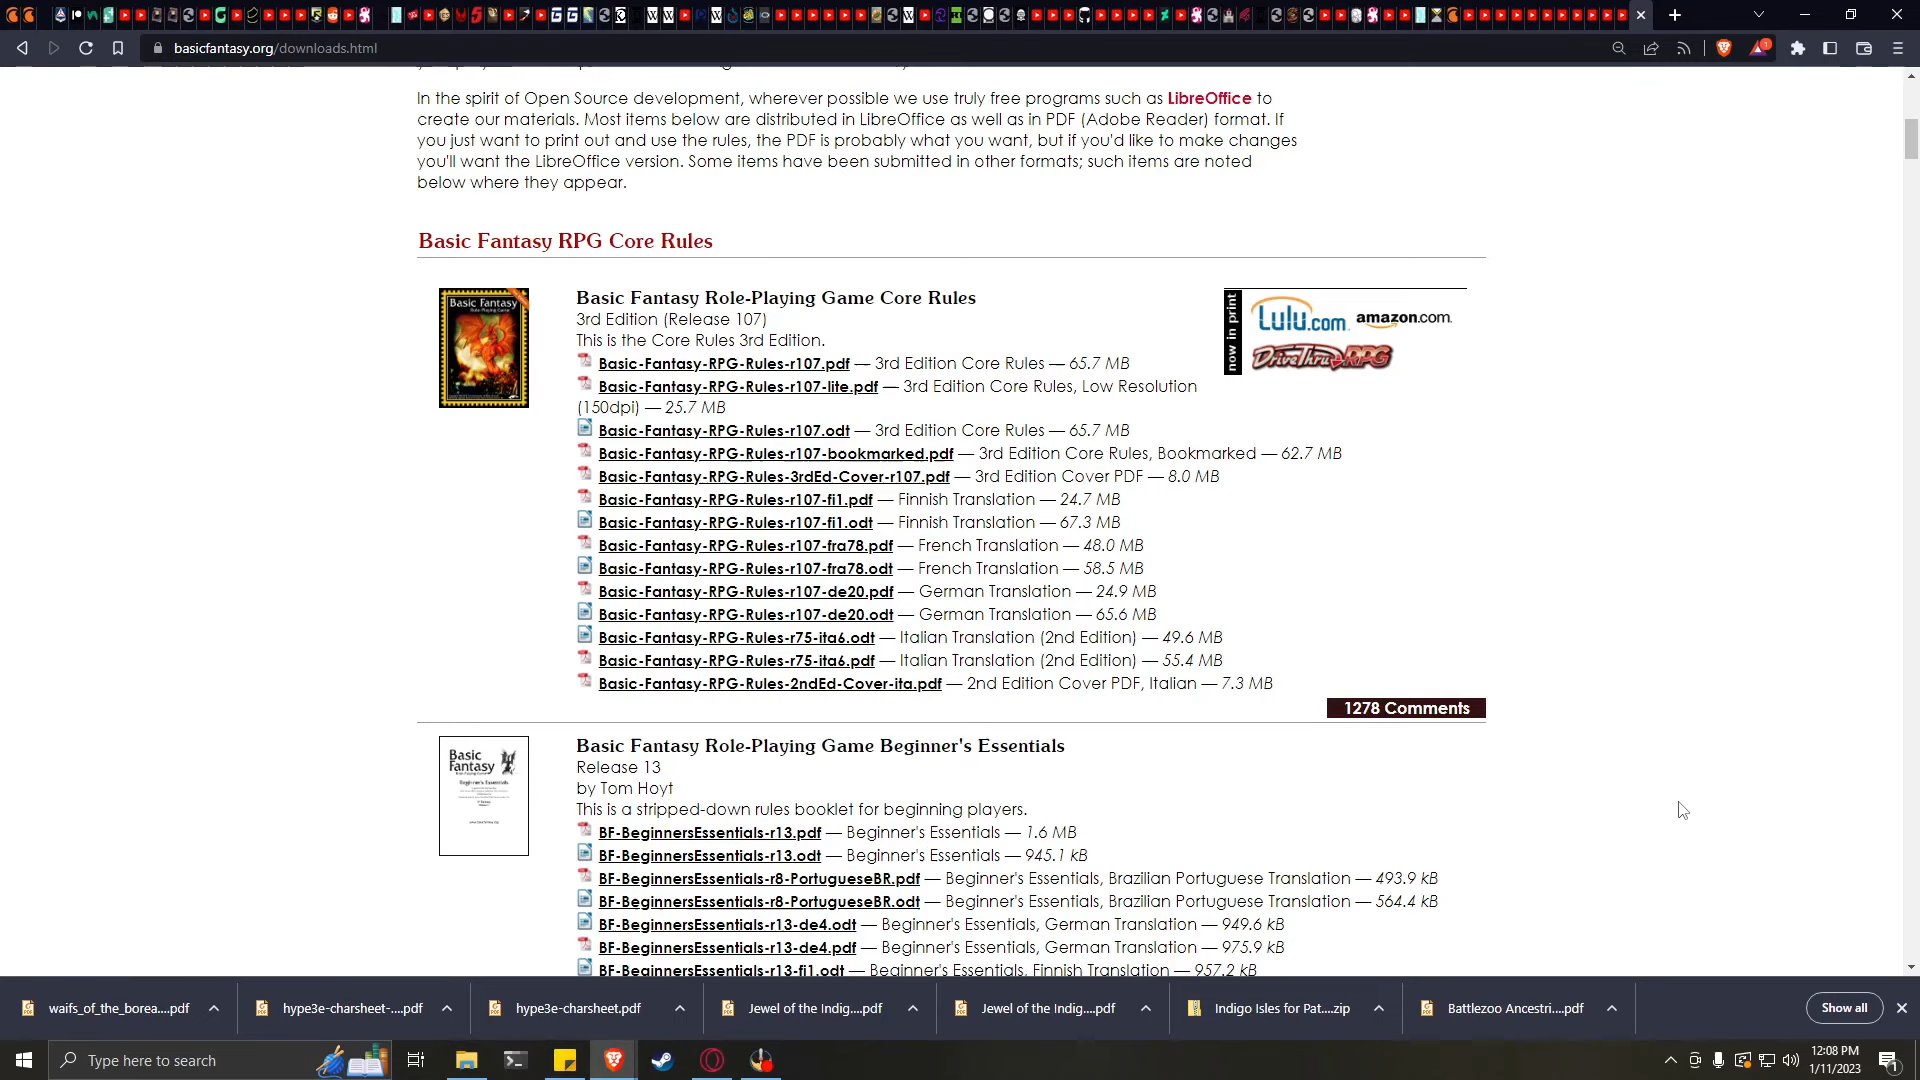 basicfantasy.org/downloads.html
In the spirit of Open Source development, wherever possible we use truly free programs such as LibreOffice to
create our materials. Most items below are distributed in LibreOffice as well as in PDF (Adobe Reader) format. If
you just want to print out and use the rules, the PDF is probably what you want, but if you'd like to make changes
you'll want the LibreOffice version. Some items have been submitted in other formats; such items are noted
below where they appear.
Basic Fantasy RPG Core Rules
Basic Fantasy
Role-Playing Game
Basic Fantasy Role-Playing Game Core Rules
3rd Edition (Release 107)
This is the Core Rules 3rd Edition.
now in print
Lulu.com
amazon.com
DriveThruRPG
Basic-Fantasy-RPG-Rules-r107.pdf — 3rd Edition Core Rules — 65.7 MB
Basic-Fantasy-RPG-Rules-r107-lite.pdf — 3rd Edition Core Rules, Low Resolution
(150dpi) — 25.7 MB
Basic-Fantasy-RPG-Rules-r107.odt — 3rd Edition Core Rules — 65.7 MB
Basic-Fantasy-RPG-Rules-r107-bookmarked.pdf — 3rd Edition Core Rules, Bookmarked — 62.7 MB
Basic-Fantasy-RPG-Rules-3rdEd-Cover-r107.pdf — 3rd Edition Cover PDF — 8.0 MB
Basic-Fantasy-RPG-Rules-r107-fi1.pdf — Finnish Translation — 24.7 MB
Basic-Fantasy-RPG-Rules-r107-fi1.odt — Finnish Translation — 67.3 MB
Basic-Fantasy-RPG-Rules-r107-fra78.pdf — French Translation — 48.0 MB
Basic-Fantasy-RPG-Rules-r107-fra78.odt — French Translation — 58.5 MB
Basic-Fantasy-RPG-Rules-r107-de20.pdf — German Translation — 24.9 MB
Basic-Fantasy-RPG-Rules-r107-de20.odt — German Translation — 65.6 MB
Basic-Fantasy-RPG-Rules-r75-ita6.odt — Italian Translation (2nd Edition) — 49.6 MB
Basic-Fantasy-RPG-Rules-r75-ita6.pdf — Italian Translation (2nd Edition) — 55.4 MB
Basic-Fantasy-RPG-Rules-2ndEd-Cover-ita.pdf — 2nd Edition Cover PDF, Italian — 7.3 MB
1278 Comments
Basic
Fantasy
Beginner's Essentials
Basic Fantasy Role-Playing Game Beginner's Essentials
Release 13
by Tom Hoyt
This is a stripped-down rules booklet for beginning players.
BF-BeginnersEssentials-r13.pdf — Beginner's Essentials — 1.6 MB
BF-BeginnersEssentials-r13.odt — Beginner's Essentials — 945.1 kB
BF-BeginnersEssentials-r8-PortugueseBR.pdf — Beginner's Essentials, Brazilian Portuguese Translation — 493.9 kB
BF-BeginnersEssentials-r8-PortugueseBR.odt — Beginner's Essentials, Brazilian Portuguese Translation — 564.4 kB
BF-BeginnersEssentials-r13-de4.odt — Beginner's Essentials, German Translation — 949.6 kB
BF-BeginnersEssentials-r13-de4.pdf — Beginner's Essentials, German Translation — 975.9 kB
BF-BeginnersEssentials-r13-fi1.odt — Beginner's Essentials, Finnish Translation — 957.2 kB
waifs_of_the_borea....pdf
hype3e-charsheet-....pdf
hype3e-charsheet.pdf
Jewel of the Indig....pdf
Jewel of the Indig....pdf
Indigo Isles for Pat....zip
Battlezoo Ancestri....pdf
Show all
Type here to search
12:08 PM
1/11/2023